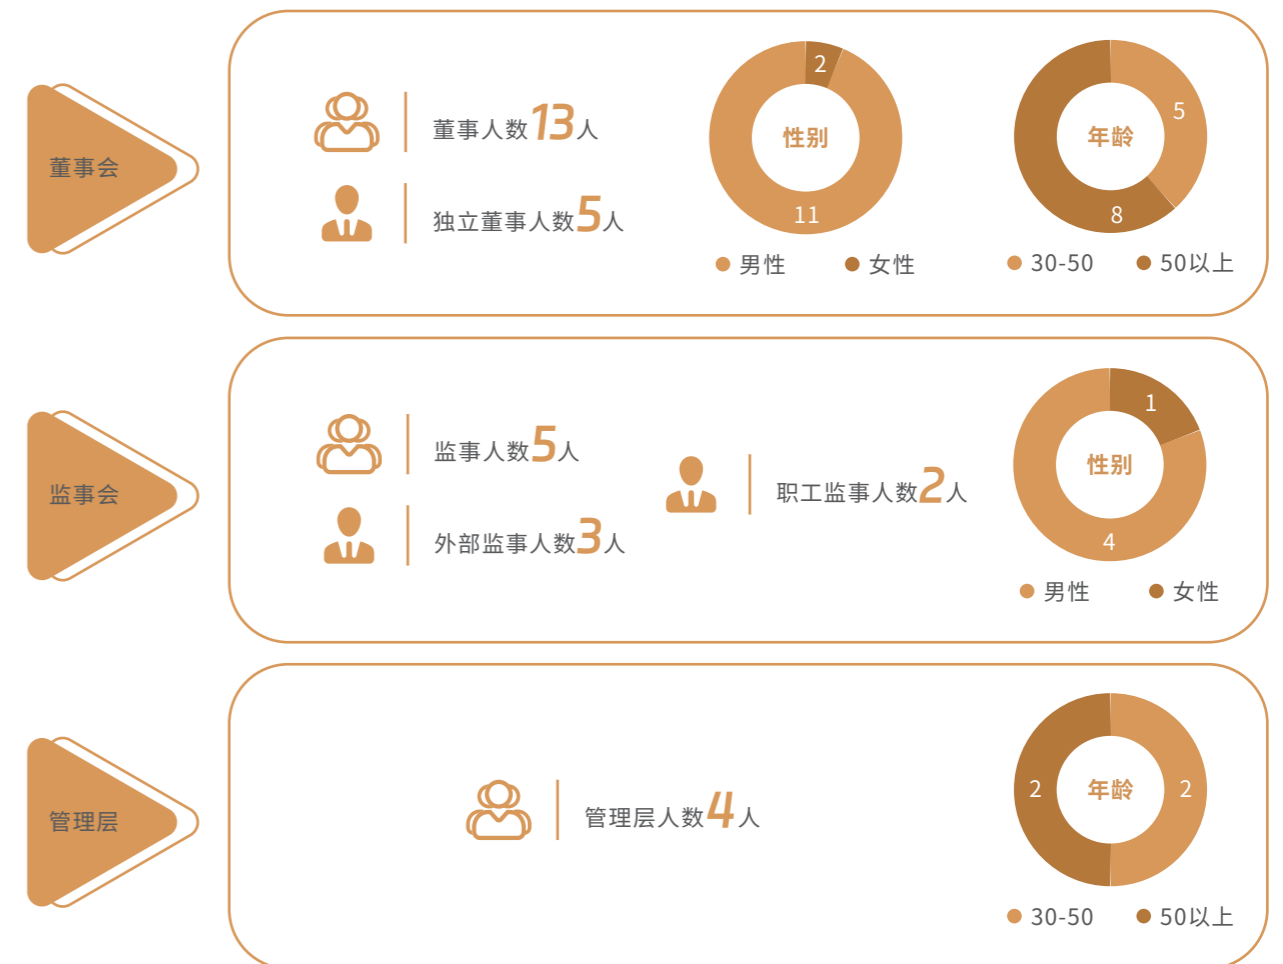 董事会
董事人数13人
独立董事人数5人
2
性别
11
男性
女性
5
年龄
8
30-50
50以上
监事会
监事人数5人
外部监事人数3人
职工监事人数2人
1
性别
4
男性
女性
管理层
管理层人数4人
2
年龄
2
30-50
50以上